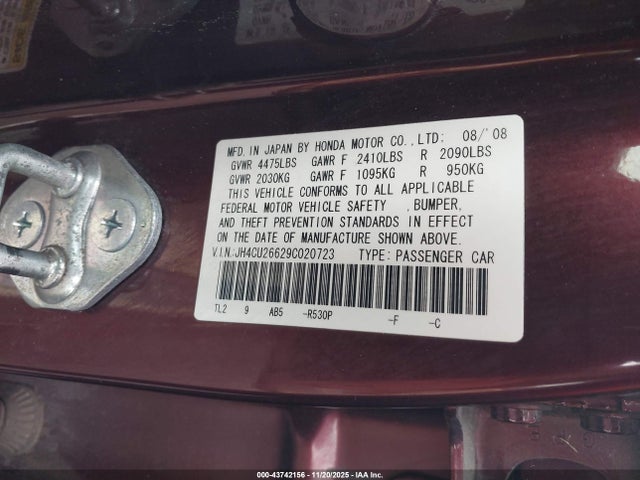 MFD. IN JAPAN BY HONDA MOTOR CO.,LTD: 08/'08
GVWR 4475LBS GAWR F 2410LBS R 2090LBS
GVWR 2030KG GAWR F 1095KG R 950KG
THIS VEHICLE CONFORMS TO ALL APPLICABLE
FEDERAL MOTOR VEHICLE SAFETY , BUMPER,
AND THEFT PREVENTION STANDARDS IN EFFECT
ON THE DATE OF MANUFACTURE SHOWN ABOVE.
V.I.N: JH4CU26629C020723 TYPE: PASSENGER CAR
TL2 9 AB5 -R530P -F -C
000-43742156 - 11/20/2025 - IAA Inc.